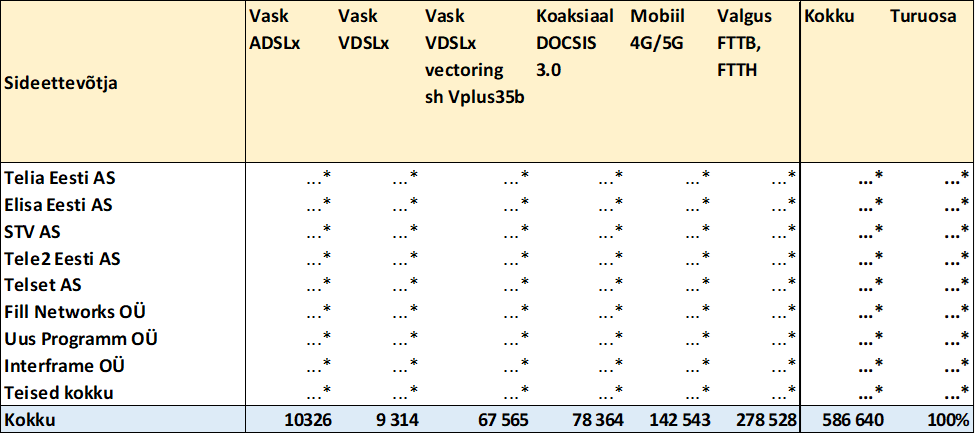 Sideettevõtja Vask ADSLx Vask VDSLx Vask VDSLx vectoring sh Vplus35b Koaksiaal DOCSIS 3.0 Mobiil 4G/5G Valgus FTTB, FTTH Kokku Turuosa
Telia Eesti AS ...* ...* ...* ...* ...* ...* ...* ...*
Elisa Eesti AS ...* ...* ...* ...* ...* ...* ...* ...*
STV AS ...* ...* ...* ...* ...* ...* ...* ...*
Tele2 Eesti AS ...* ...* ...* ...* ...* ...* ...* ...*
Telset AS ...* ...* ...* ...* ...* ...* ...* ...*
Fill Networks OÜ ...* ...* ...* ...* ...* ...* ...* ...*
Uus Programm OÜ ...* ...* ...* ...* ...* ...* ...* ...*
Interframe OÜ ...* ...* ...* ...* ...* ...* ...* ...*
Teised kokku ...* ...* ...* ...* ...* ...* ...* ...*
Kokku 10326 9 314 67 565 78 364 142 543 278 528 586 640 100%